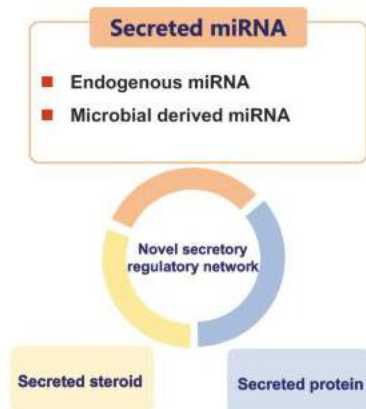 Secreted miRNA
Endogenous miRNA
Microbial derived miRNA
Novel secretory
regulatory network
Secreted steroid
Secreted protein